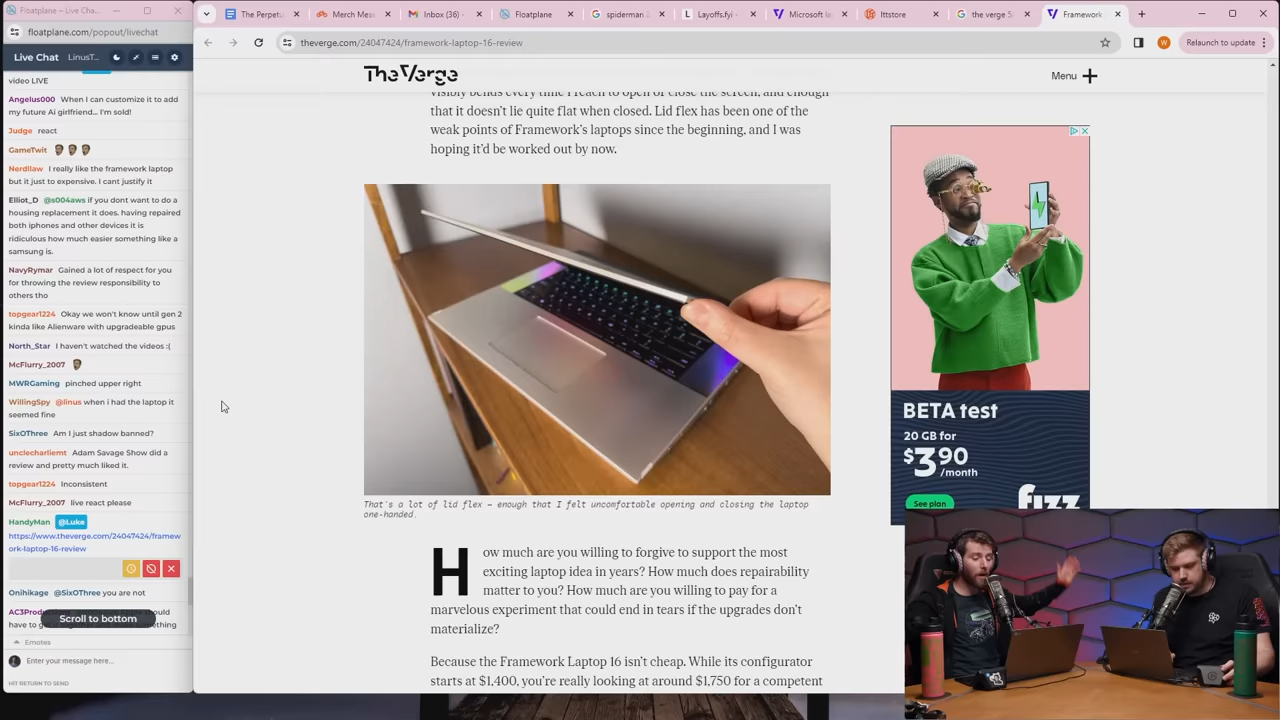 Floatplane – Live C...
floatplane.com/popout/livechat
Live Chat
LinusT...
video LIVE
Angelus000 When I can customize it to add
my future Ai girlfriend... I'm sold!
Judge react
GameTwit
Nerdilaw I really like the framework laptop
but it just to expensive. I cant justify it
Elliot_D @s004aws if you dont want to do a
housing replacement it does. having repaired
both iphones and other devices it is
ridiculous how much easier something like a
samsung is.
NavyRymar Gained a lot of respect for you
for throwing the review responsibility to
others tho
topgear1224 Okay we won't know until gen 2
kinda like Alienware with upgradeable gpus
North_Star I haven't watched the videos :(
McFlurry_2007
MWRGaming pinched upper right
WillingSpy @linus when i had the laptop it
seemed fine
SixOThree Am I just shadow banned?
unclecharliemt Adam Savage Show did a
review and pretty much liked it.
topgear1224 Inconsistent
McFlurry_2007 live react please
HandyMan @Luke
https://www.theverge.com/24047424/framew
ork-laptop-16-review
Onihikage @SixOThree you are not
Scroll to bottom
Emotes
Enter your message here...
HIT RETURN TO SEND
The Perpetu
Merch Mess
Inbox (36) -
Floatplane
spiderman 2
Layoffs.fyi -
Microsoft la
lttstore
the verge 5
Framework
theverge.com/24047424/framework-laptop-16-review
W
Relaunch to update
TheVerge
Menu
visibly bends every time I reach to open or close the screen, and enough
that it doesn't lie quite flat when closed. Lid flex has been one of the
weak points of Framework's laptops since the beginning, and I was
hoping it'd be worked out by now.
That's a lot of lid flex — enough that I felt uncomfortable opening and closing the laptop
one-handed.
How much are you willing to forgive to support the most
exciting laptop idea in years? How much does repairability
matter to you? How much are you willing to pay for a
marvelous experiment that could end in tears if the upgrades don't
materialize?
Because the Framework Laptop 16 isn't cheap. While its configurator
starts at $1,400, you're really looking at around $1,750 for a competent
BETA test
20 GB for
$3.90
/month
See plan
fizz